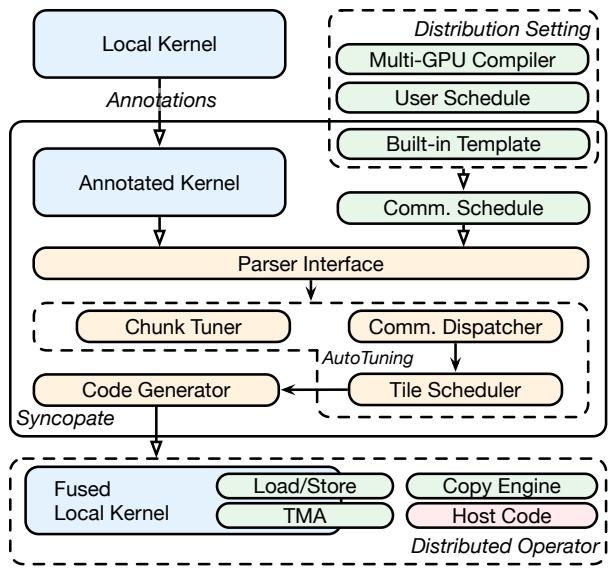 Local Kernel
Distribution Setting
Multi-GPU Compiler
User Schedule
Annotations
Built-in Template
Annotated Kernel
Comm. Schedule
Parser Interface
Chunk Tuner
Comm. Dispatcher
AutoTuning
Code Generator
Tile Scheduler
Syncopate
Fused
Local Kernel
Load/Store
TMA
Copy Engine
Host Code
Distributed Operator